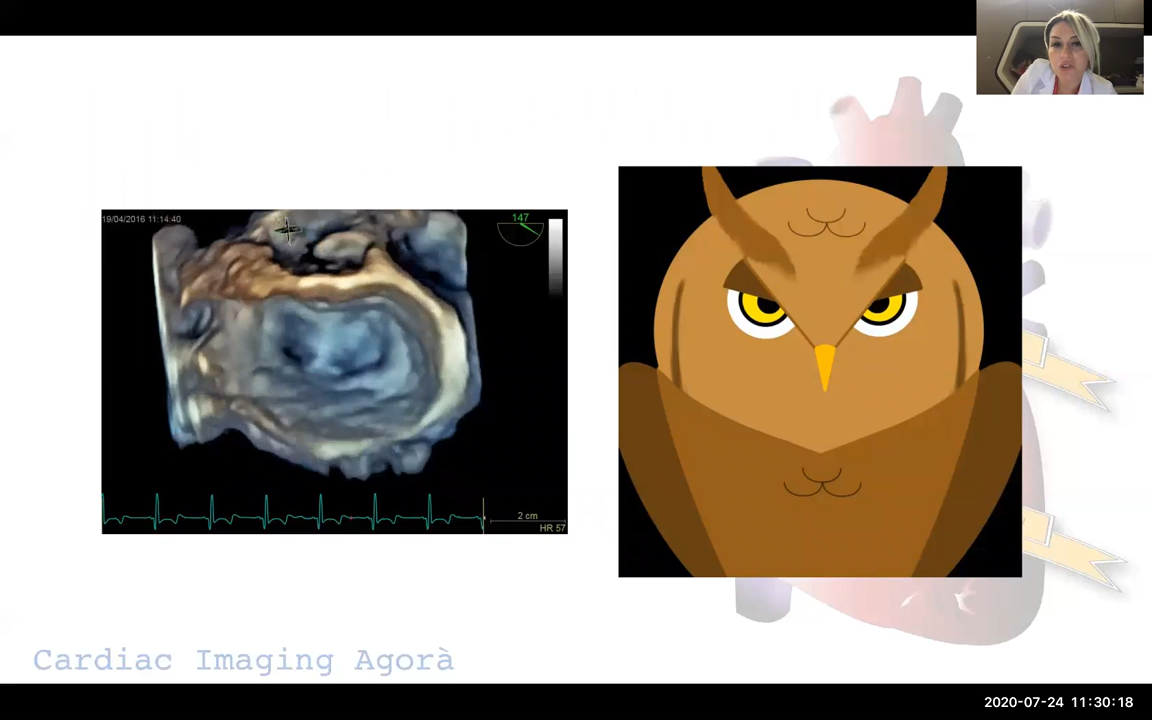 19/04/2016 11:14:40
147
2 cm
HR 57
Cardiac Imaging Agorà
2020-07-24 11:30:18